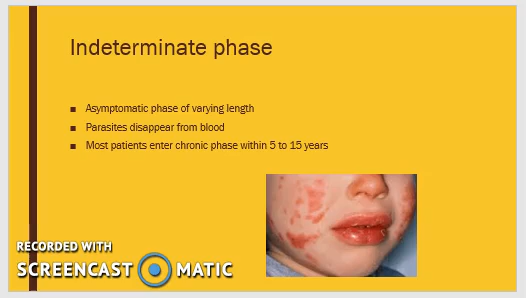 Indeterminate phase
Asymptomatic phase of varying length
Parasites disappear from blood
Most patients enter chronic phase within 5 to 15 years
RECORDED WITH
SCREENCAST MATIC